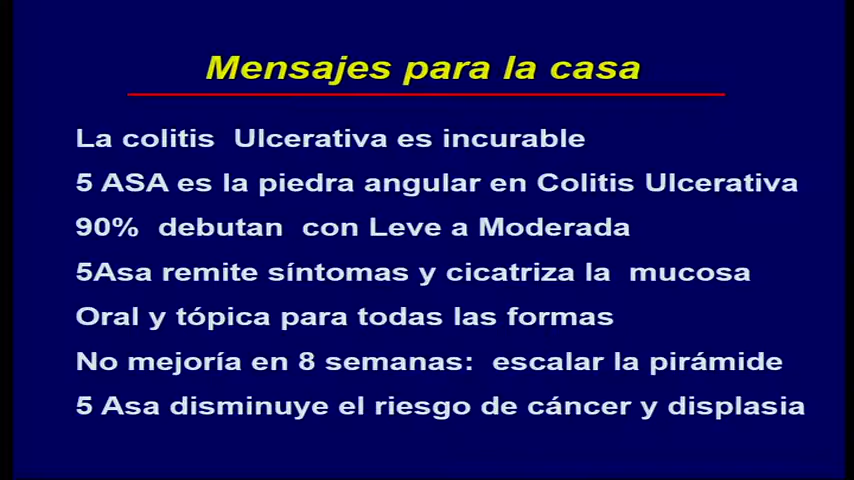 Mensajes para la casa
La colitis Ulcerativa es incurable
5 ASA es la piedra angular en Colitis Ulcerativa
90% debutan con Leve a Moderada
5Asa remite síntomas y cicatriza la mucosa
Oral y tópica para todas las formas
No mejoría en 8 semanas: escalar la pirámide
5 Asa disminuye el riesgo de cáncer y displasia